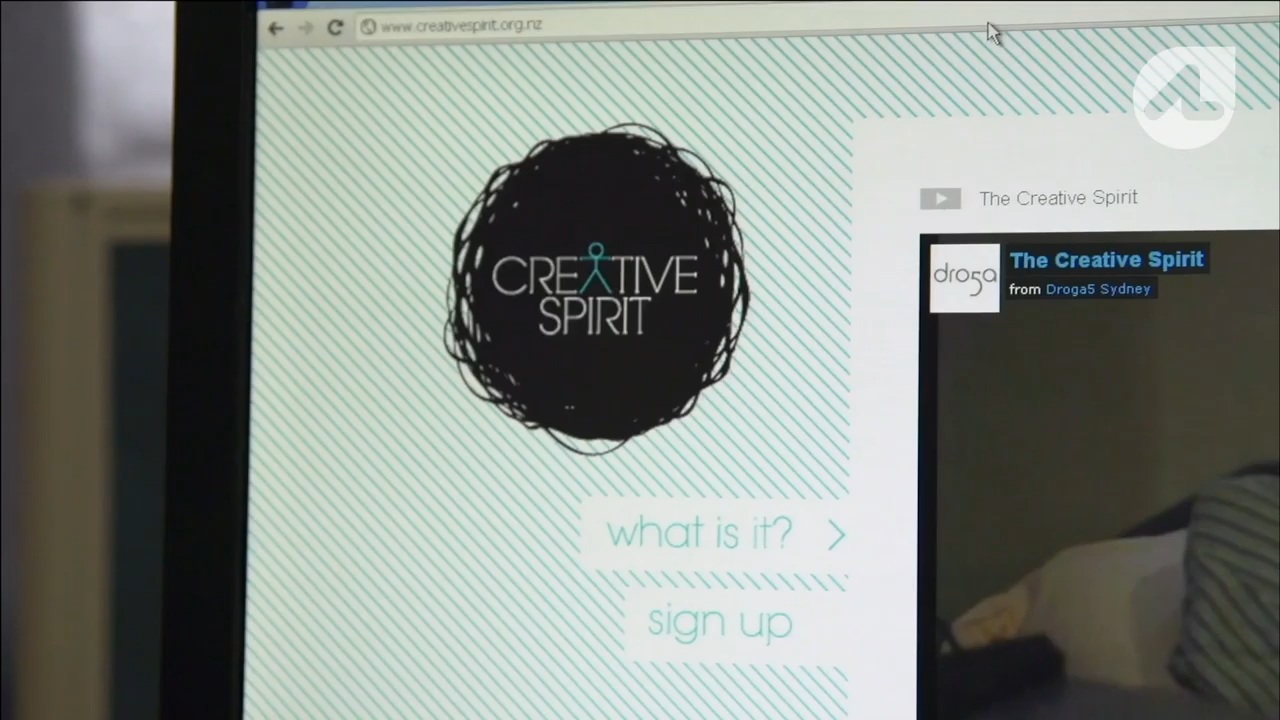 www.creativespirit.org.nz
CREATIVE
SPIRIT
The Creative Spirit
droga5
The Creative Spirit
from Droga5 Sydney
what is it? >
sign up